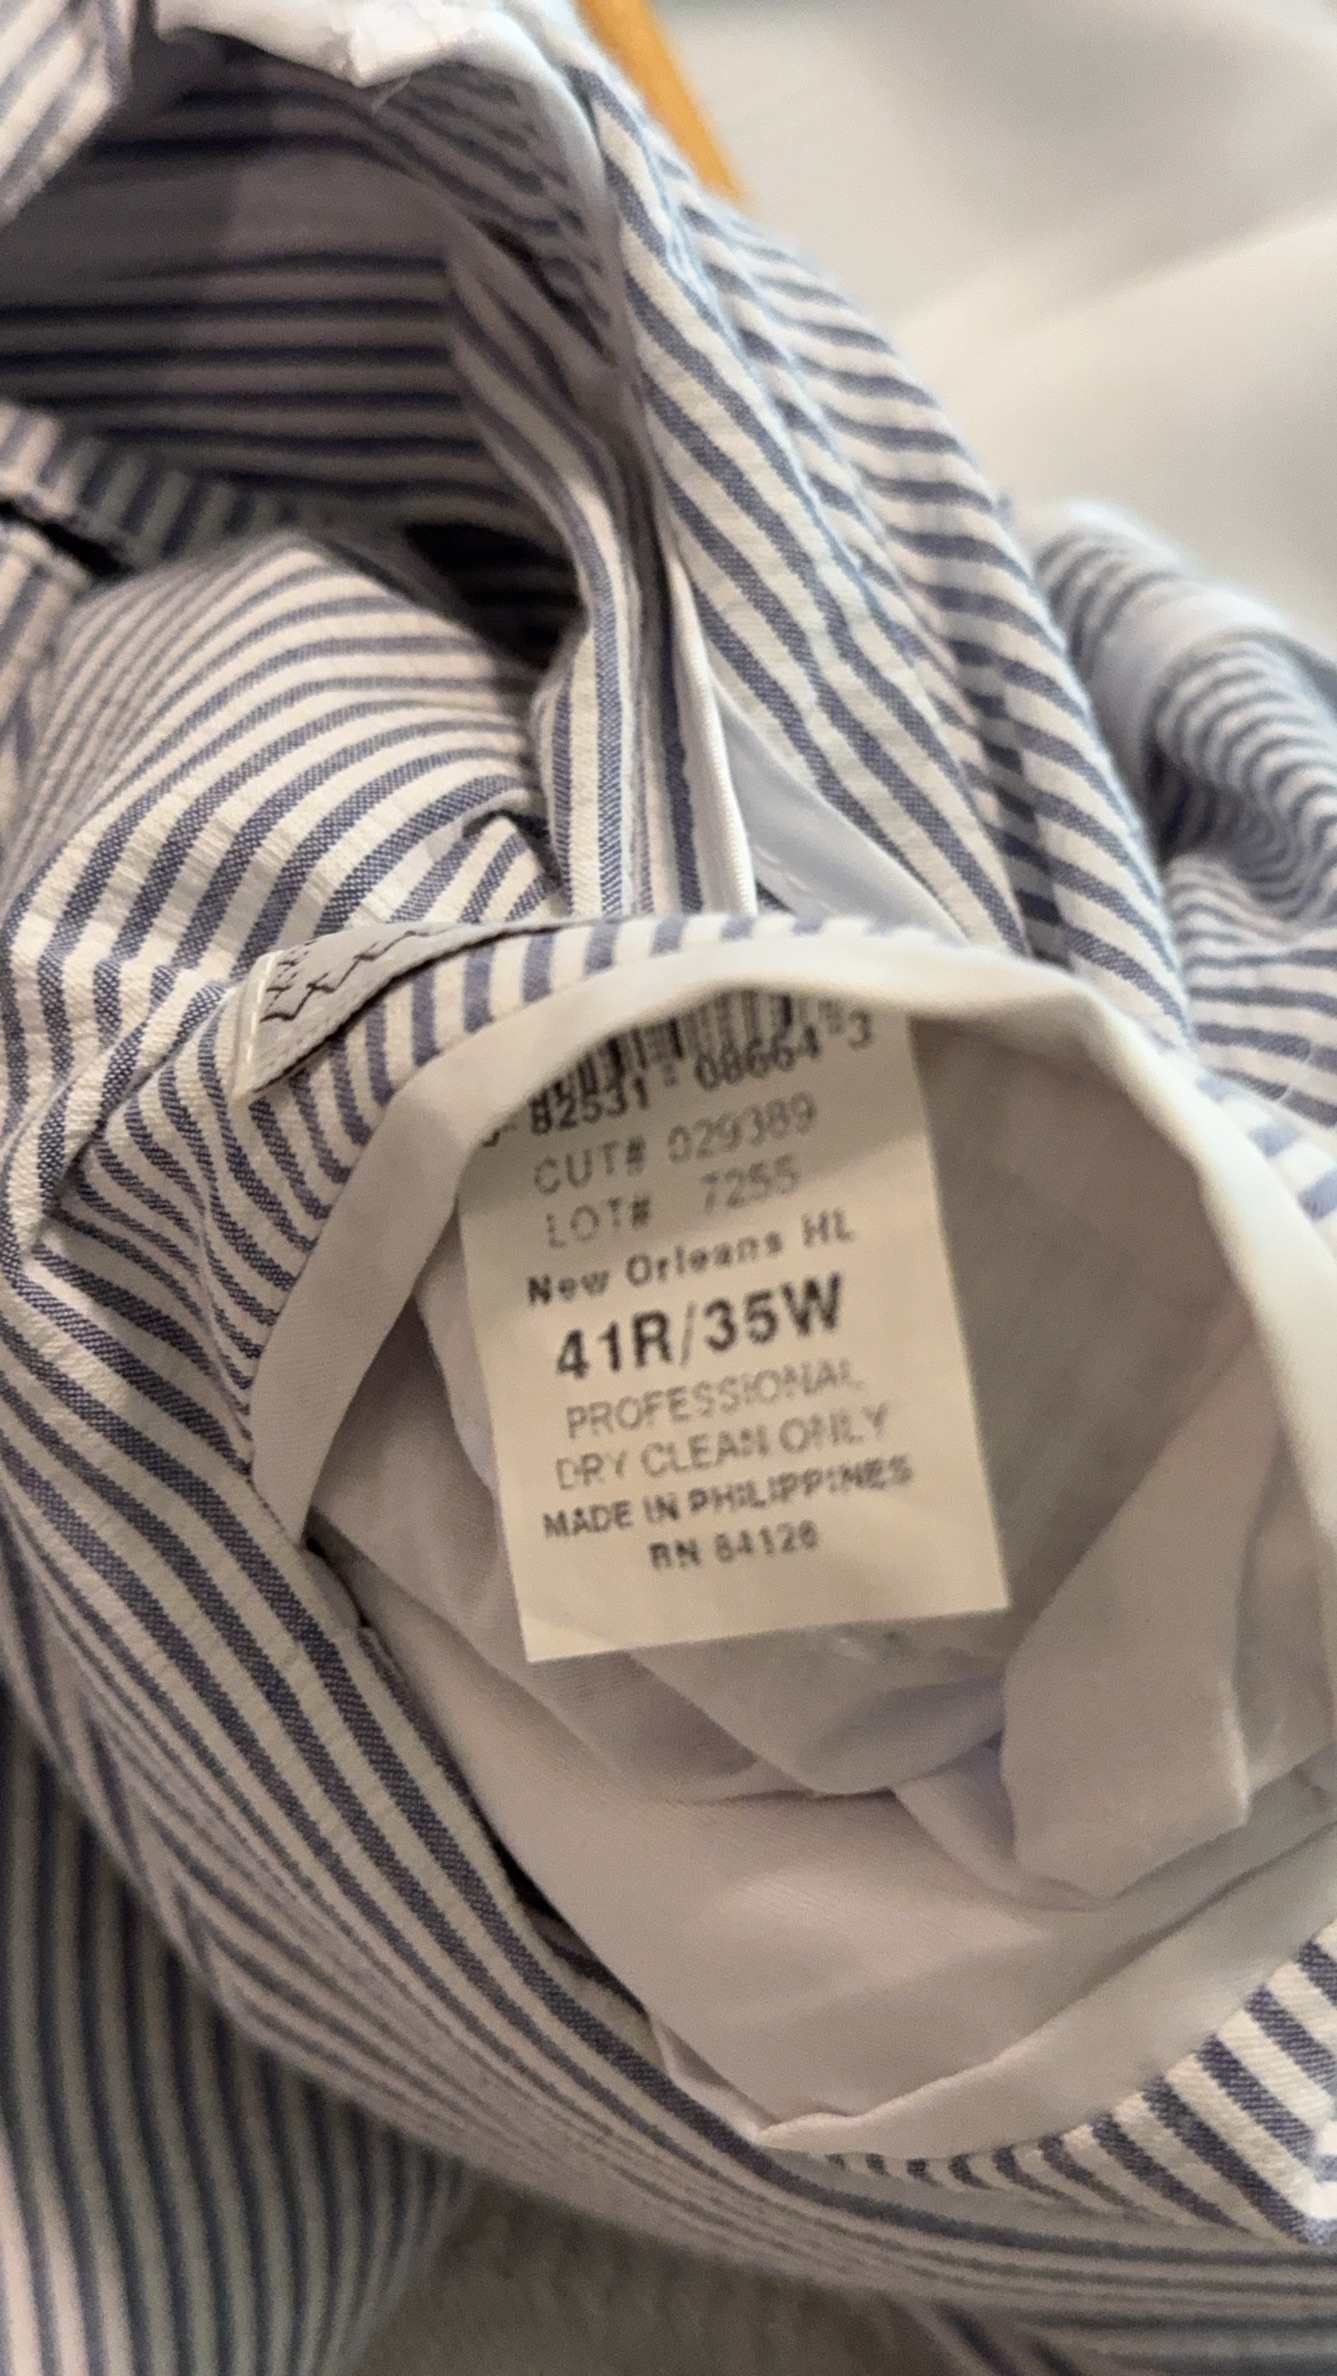 82531 08664 3
CUT# 029389
LOT# 7255
New Orleans HL
41R/35W
PROFESSIONAL
DRY CLEAN ONLY
MADE IN PHILIPPINES
RN 64126